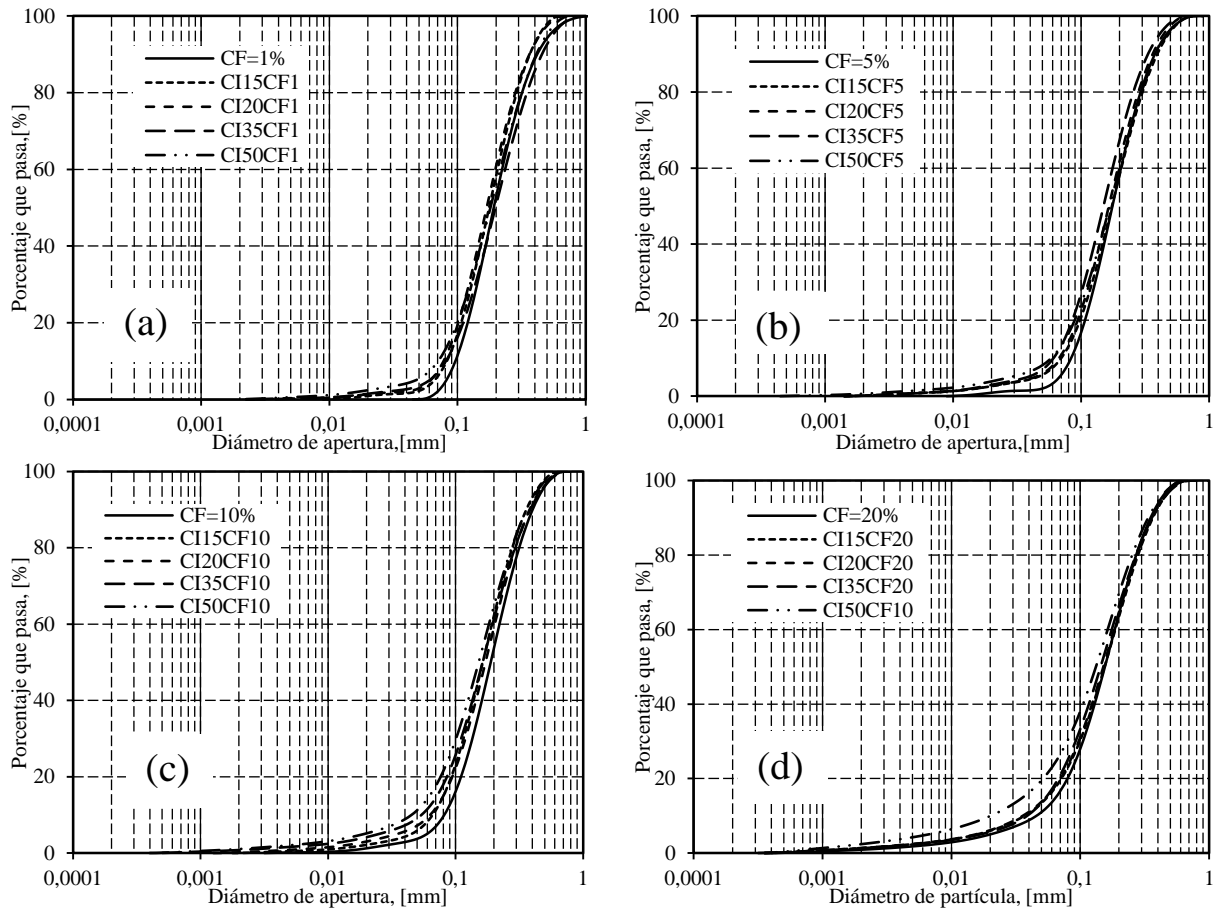 Porcentaje que pasa,[%]
100
80
60
40
20
0
CF=1%
CI15CF1
CI20CF1
CI35CF1
CI50CF1
(a)
0,0001
0,001
0,01
0,1
1
Diámetro de apertura,[mm]
Porcentaje que pasa, [%]
100
80
60
40
20
0
CF=5%
CI15CF5
CI20CF5
CI35CF5
CI50CF5
(b)
0,0001
0,001
0,01
0,1
1
Diámetro de apertura,[mm]
Porcentaje que pasa, [%]
100
80
60
40
20
0
CF=10%
CI15CF10
CI20CF10
CI35CF10
CI50CF10
(c)
0,0001
0,001
0,01
0,1
1
Diámetro de apertura, [mm]
Porcentaje que pasa, [%]
100
80
60
40
20
0
CF=20%
CI15CF20
CI20CF20
CI35CF20
CI50CF10
(d)
0,0001
0,001
0,01
0,1
1
Diámetro de partícula, [mm]